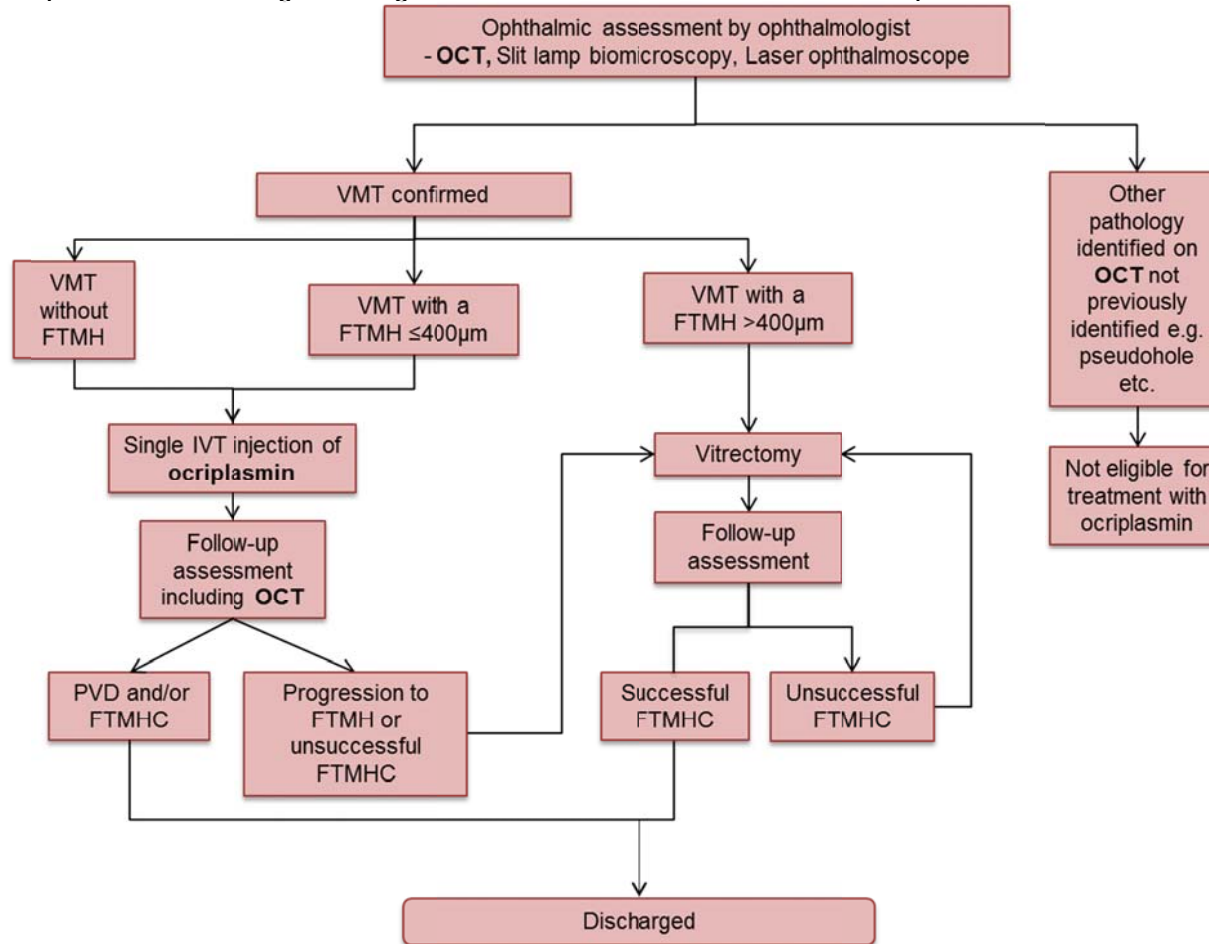 Ophthalmic assessment by ophthalmologist
- OCT, Slit lamp biomicroscopy, Laser ophthalmoscope
VMT confirmed
Other
pathology
identified on
OCT not
previously
identified e.g.
pseudohole
etc.
VMT
without
FTMH
VMT with a
FTMH ≤400µm
VMT with a
FTMH >400µm
Single IVT injection of
ocriplasmin
Vitrectomy
Not eligible for
treatment with
ocriplasmin
Follow-up
assessment
including OCT
Follow-up
assessment
PVD and/or
FTMHC
Progression to
FTMH or
unsuccessful
FTMHC
Successful
FTMHC
Unsuccessful
FTMHC
Discharged